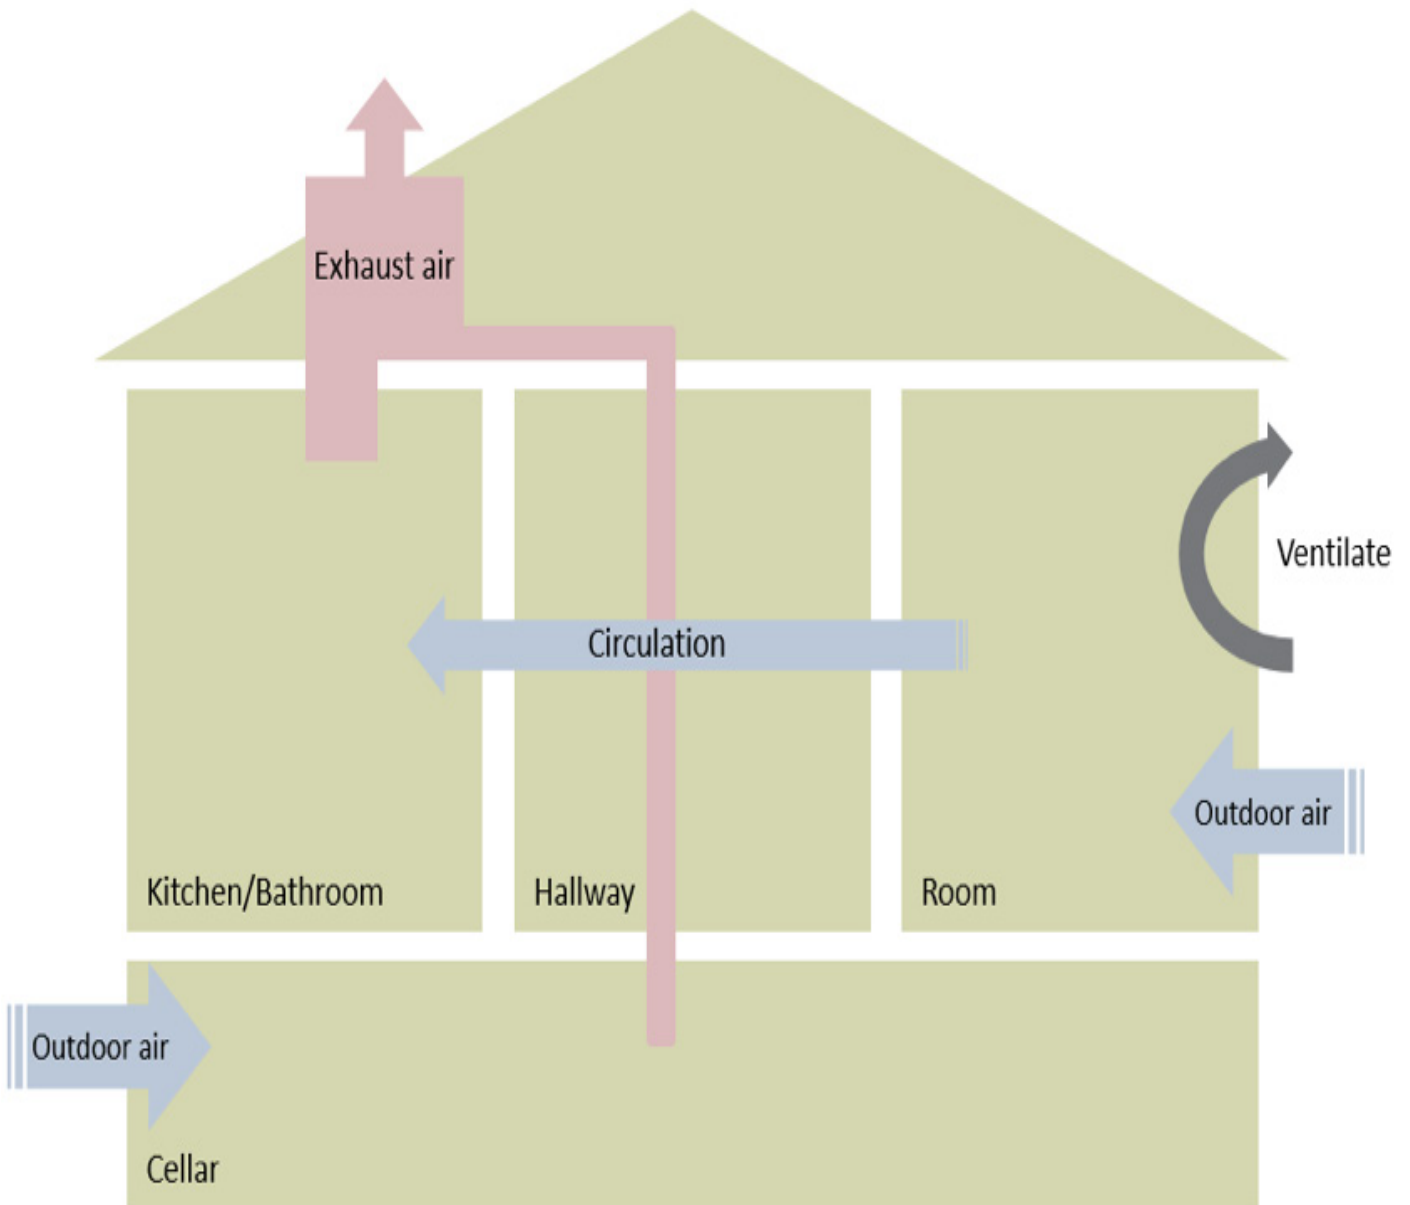 Exhaust air
Ventilate
Circulation
Outdoor air
Kitchen/Bathroom
Hallway
Room
Outdoor air
Cellar